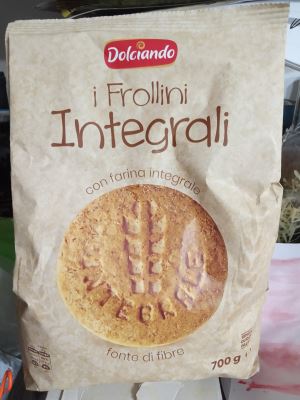 Dolciando
i Frollini
Integrali
con farina integrale
INTEGRALE
fonte di fibre
700 g e